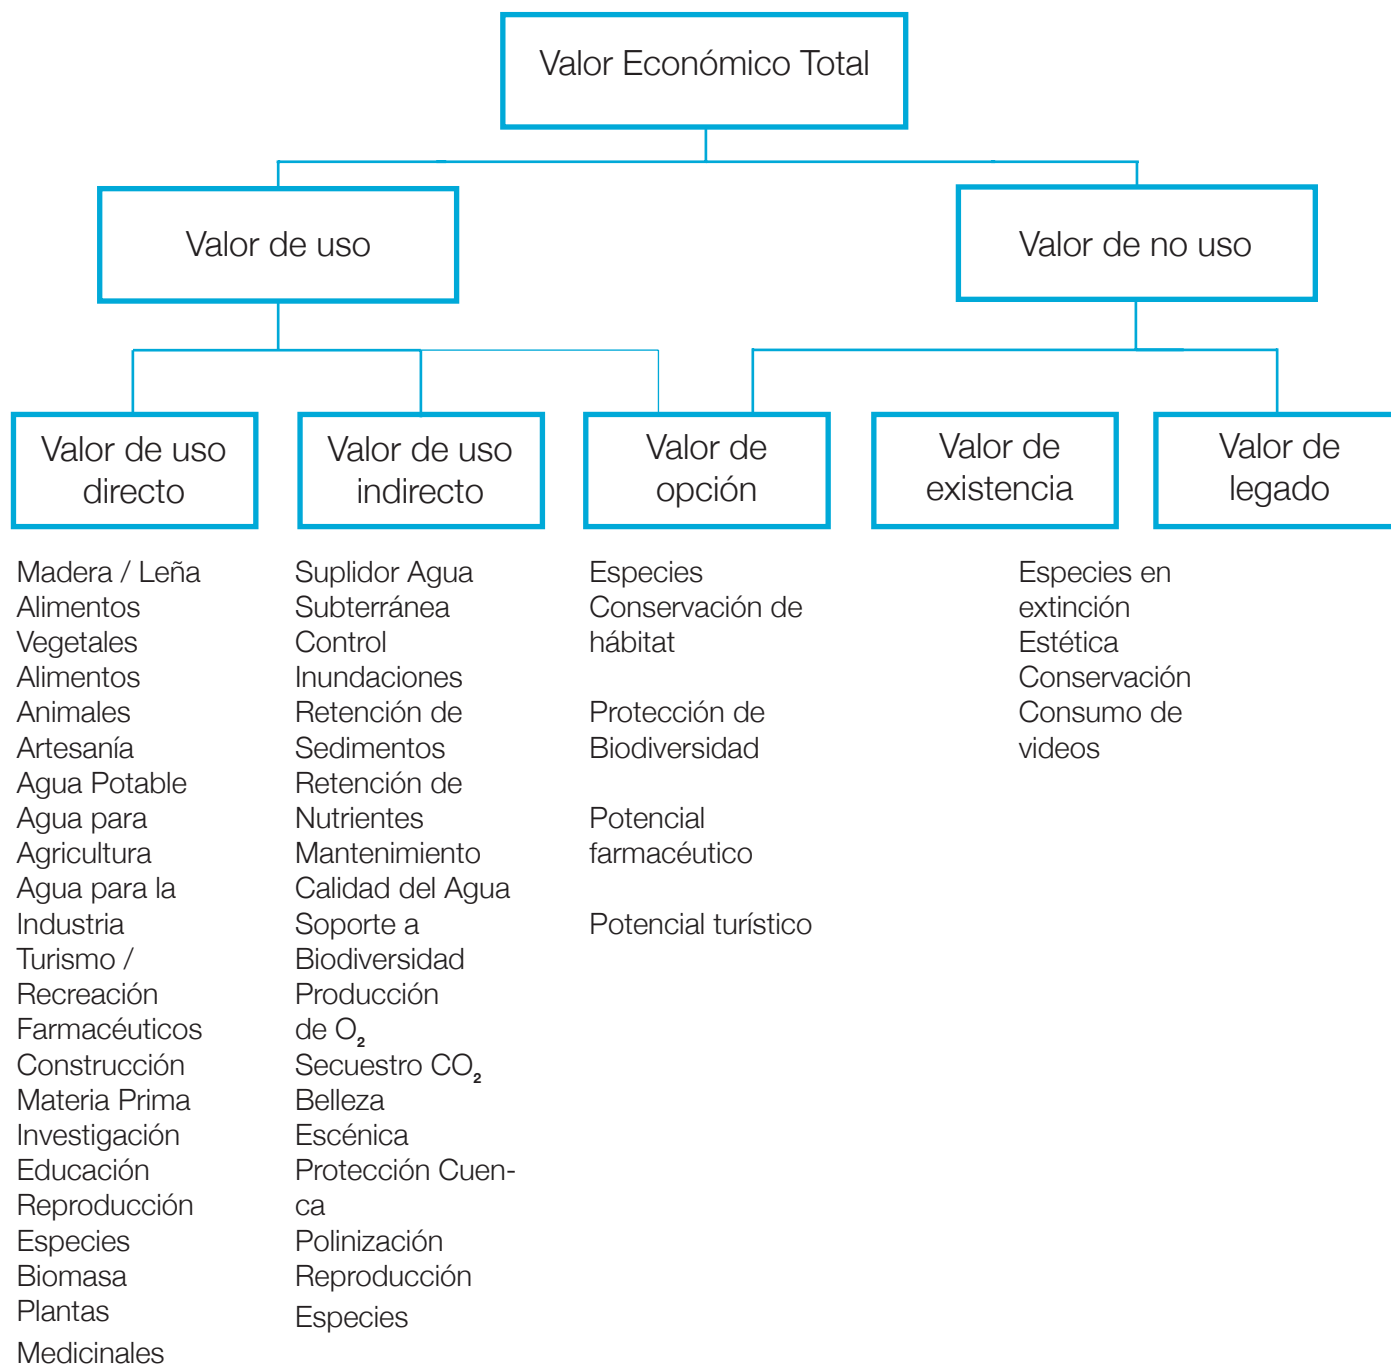 Valor Económico Total
Valor de uso
Valor de no uso
Valor de uso
directo
Valor de uso
indirecto
Valor de
opción
Valor de
existencia
Valor de
legado
Madera / Leña
Alimentos
Vegetales
Alimentos
Animales
Artesanía
Agua Potable
Agua para
Agricultura
Agua para la
Industria
Turismo /
Recreación
Farmacéuticos
Construcción
Materia Prima
Investigación
Educación
Reproducción
Especies
Biomasa
Plantas
Medicinales
Suplidor Agua
Subterránea
Control
Inundaciones
Retención de
Sedimentos
Retención de
Nutrientes
Mantenimiento
Calidad del Agua
Soporte a
Biodiversidad
Producción
de O₂
Secuestro CO₂
Belleza
Escénica
Protección Cuen-
ca
Polinización
Reproducción
Especies
Especies
Conservación de
hábitat
Protección de
Biodiversidad
Potencial
farmacéutico
Potencial turístico
Especies en
extinción
Estética
Conservación
Consumo de
videos